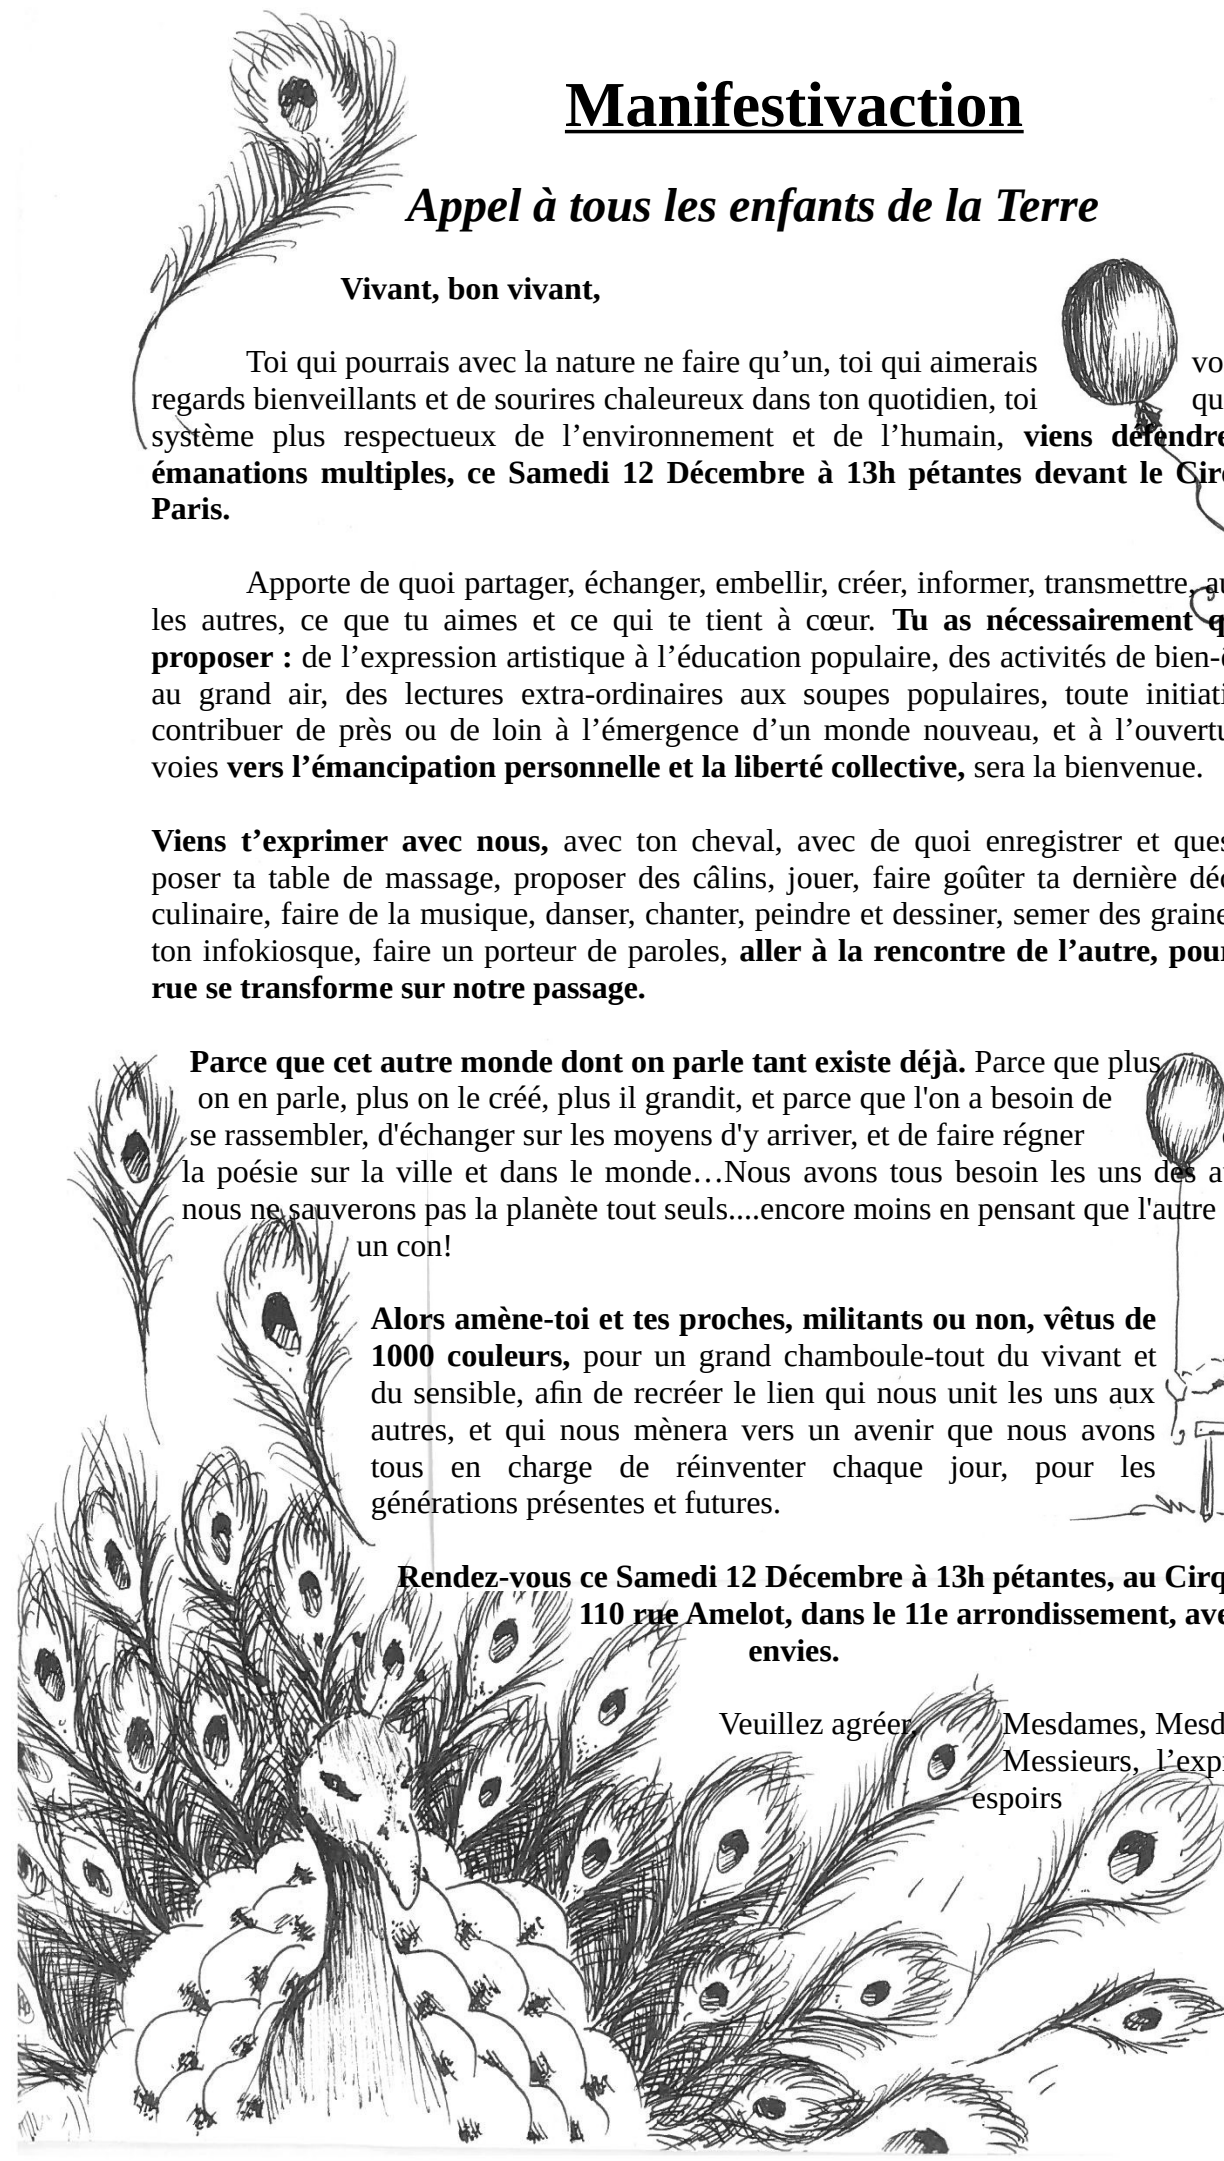 Manifestivaction
Appel à tous les enfants de la Terre
Vivant, bon vivant,
Toi qui pourrais avec la nature ne faire qu’un, toi qui aimerais
regards bienveillants et de sourires chaleureux dans ton quotidien, toi
système plus respectueux de l’environnement et de l’humain, viens défendre
émanations multiples, ce Samedi 12 Décembre à 13h pétantes devant le
Paris.
Apporte de quoi partager, échanger, embellir, créer, informer, transmettre,
les autres, ce que tu aimes et ce qui te tient à cœur. Tu as nécessairement
proposer : de l’expression artistique à l’éducation populaire, des activités de
au grand air, des lectures extra-ordinaires aux soupes populaires, toute
contribuer de près ou de loin à l’émergence d’un monde nouveau, et à
voies vers l’émancipation personnelle et la liberté collective, sera la bienvenue.
Viens t’exprimer avec nous, avec ton cheval, avec de quoi enregistrer et
poser ta table de massage, proposer des câlins, jouer, faire goûter ta dernière
culinaire, faire de la musique, danser, chanter, peindre et dessiner, semer des
ton infokiosque, faire un porteur de paroles, aller à la rencontre de l’autre,
rue se transforme sur notre passage.
Parce que cet autre monde dont on parle tant existe déjà. Parce que plus
on en parle, plus on le créé, plus il grandit, et parce que l'on a besoin de
se rassembler, d'échanger sur les moyens d'y arriver, et de faire régner
la poésie sur la ville et dans le monde…Nous avons tous besoin les uns des
nous ne sauverons pas la planète tout seuls....encore moins en pensant que l'autre
un con!
Alors amène-toi et tes proches, militants ou non, vêtus de
1000 couleurs, pour un grand chamboule-tout du vivant et
du sensible, afin de recréer le lien qui nous unit les uns aux
autres, et qui nous mènera vers un avenir que nous avons
tous en charge de réinventer chaque jour, pour les
générations présentes et futures.
Rendez-vous ce Samedi 12 Décembre à 13h pétantes, au
110 rue Amelot, dans le 11e arrondissement,
envies.
Veuillez agréer, Mesdames,
Messieurs,
espoirs